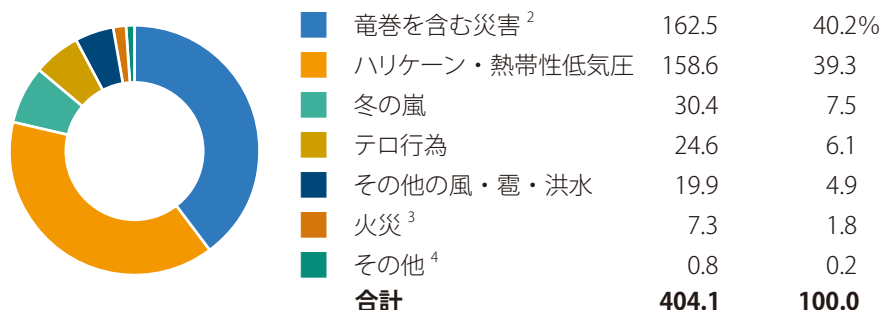 竜巻を含む災害 2 162.5 40.2%
ハリケーン・熱帯性低気圧 158.6 39.3
冬の嵐 30.4 7.5
テロ行為 24.6 6.1
その他の風・雹・洪水 19.9 4.9
火災 3 7.3 1.8
その他 4 0.8 0.2
合計 404.1 100.0